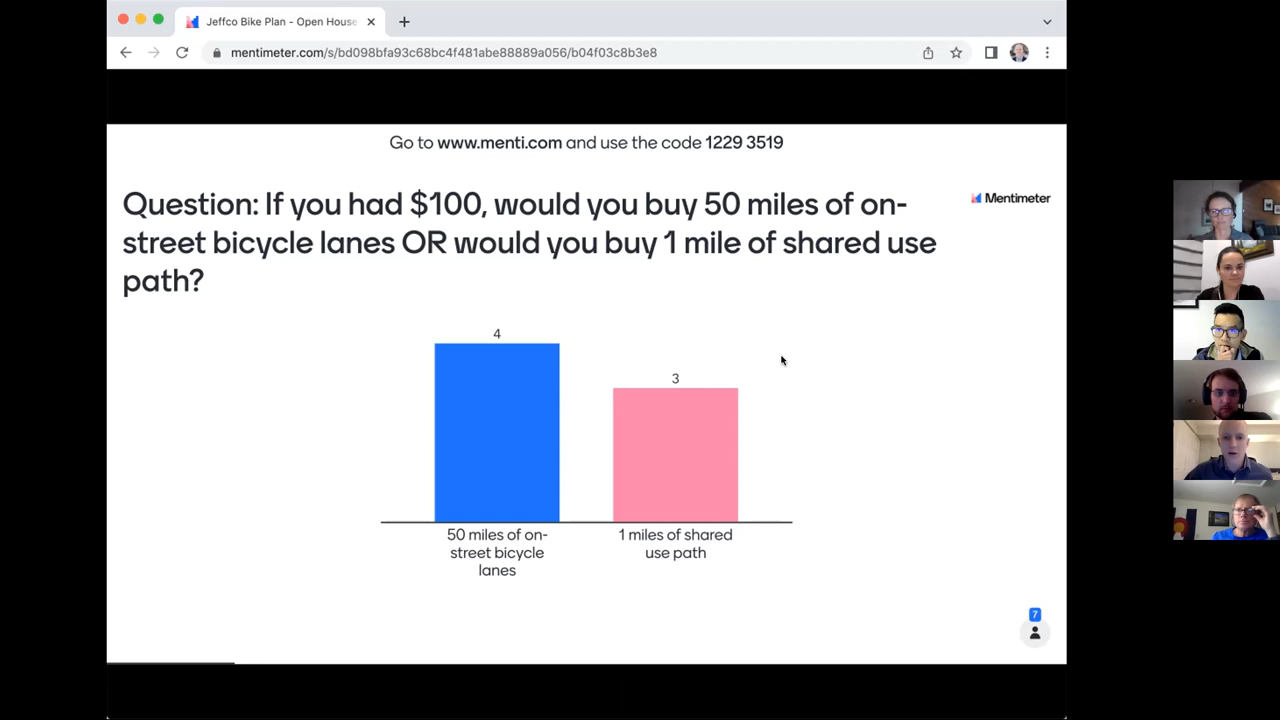 Jeffco Bike Plan - Open House
mentimeter.com/s/bd098bfa93c68bc4f481abe88889a056/b04f03c8b3e8
Go to www.menti.com and use the code 1229 3519
Question: If you had $100, would you buy 50 miles of on-
street bicycle lanes OR would you buy 1 mile of shared use
path?
Mentimeter
4
3
50 miles of on-
street bicycle
lanes
1 miles of shared
use path
7